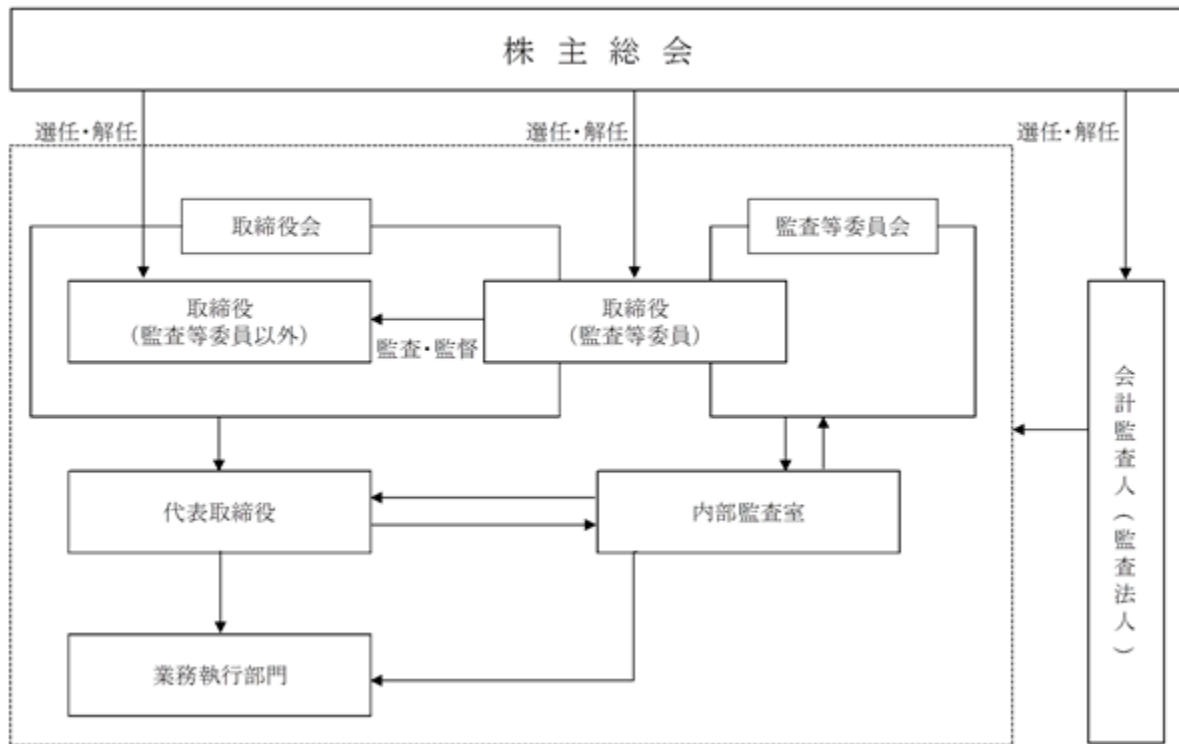 株主総会
選任・解任
選任・解任
選任・解任
取締役会
監査等委員会
取締役
（監査等委員以外）
取締役
（監査等委員）
監査・監督
会計監査人（監査法人）
代表取締役
内部監査室
業務執行部門